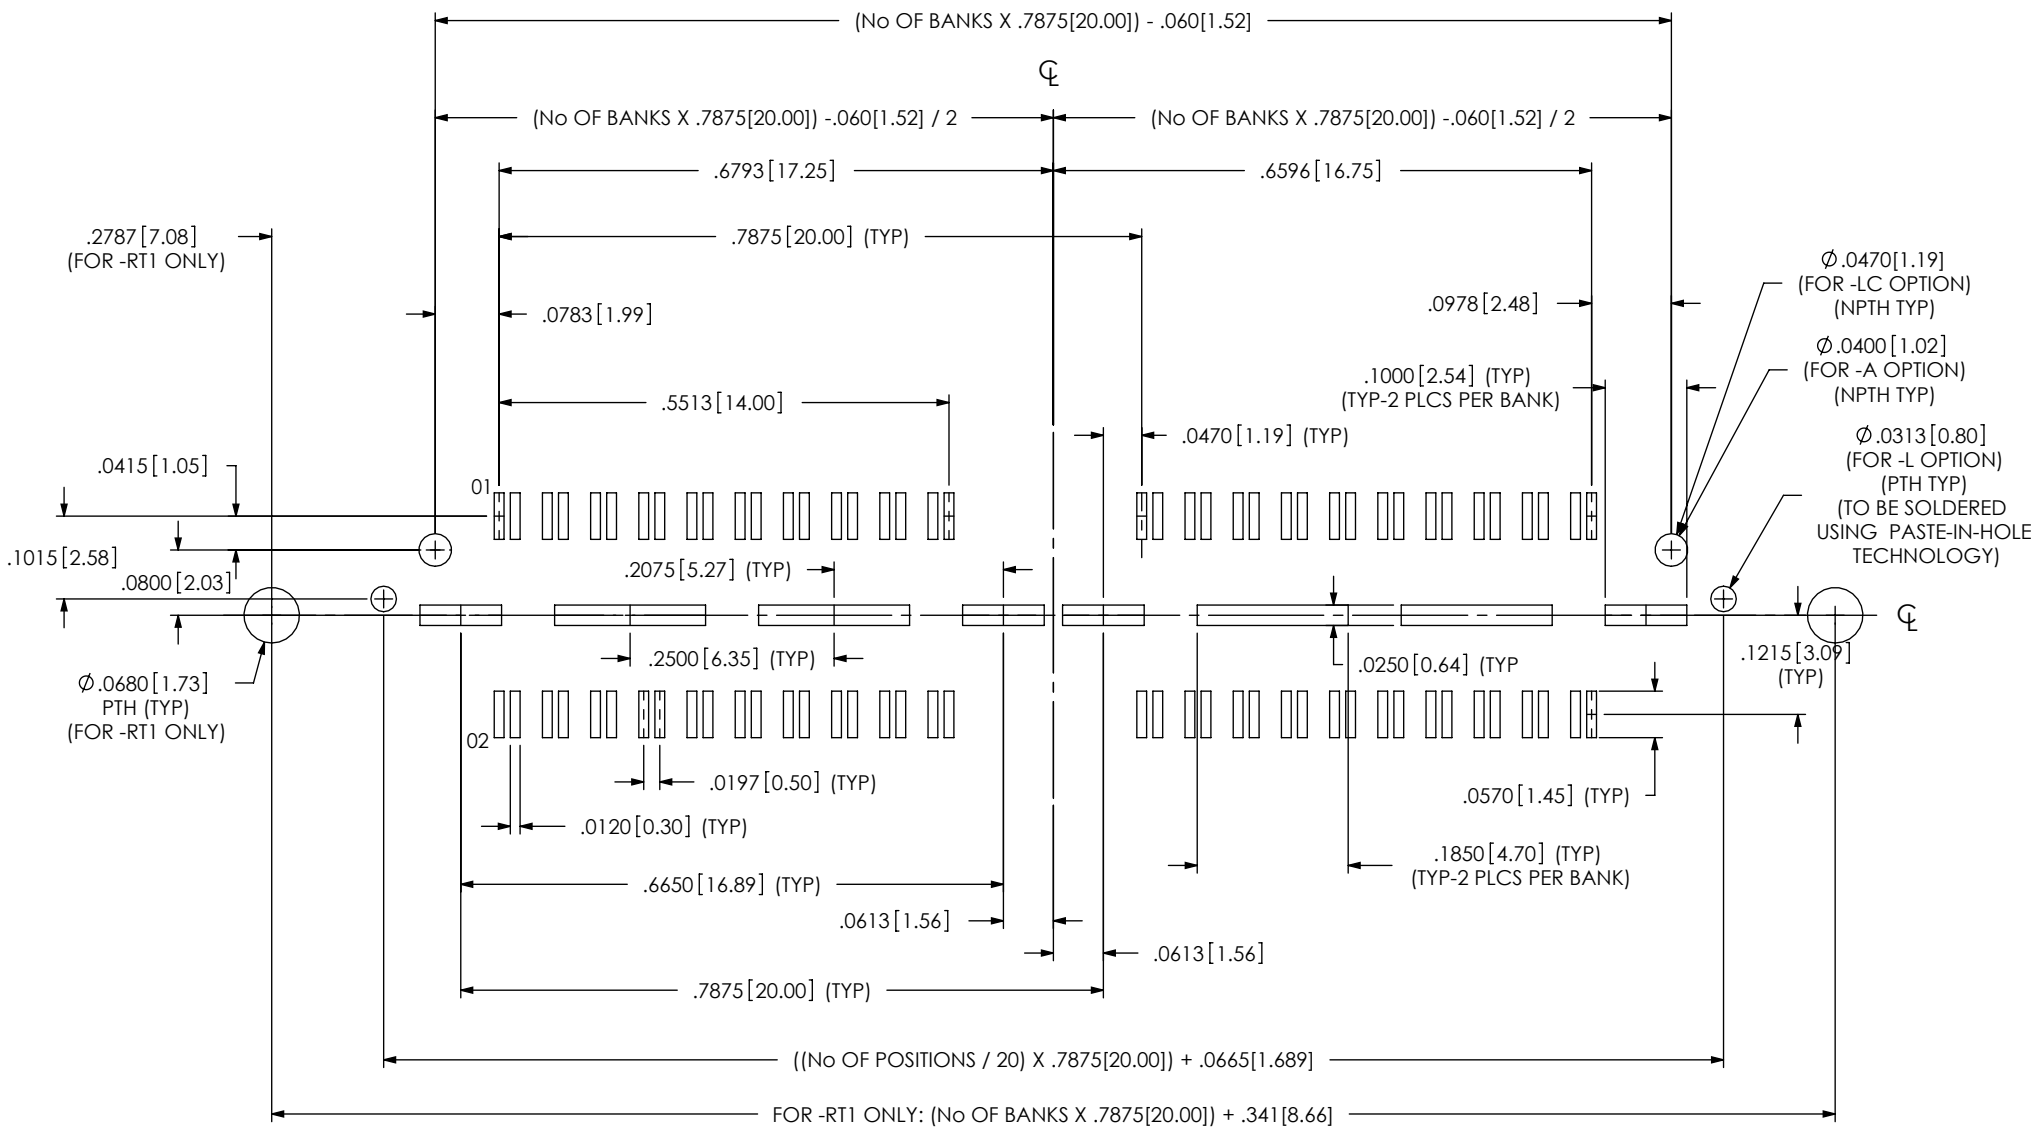 (No OF BANKS X .7875[20.00]) - .060[1.52]
℄
(No OF BANKS X .7875[20.00]) -.060[1.52] / 2
(No OF BANKS X .7875[20.00]) -.060[1.52] / 2
.6793[17.25]
.6596[16.75]
.2787[7.08]
(FOR -RT1 ONLY)
.7875[20.00] (TYP)
Ø.0470[1.19]
(FOR -LC OPTION)
(NPTH TYP)
.0783[1.99]
.0978[2.48]
Ø.0400[1.02]
(FOR -A OPTION)
(NPTH TYP)
.1000[2.54] (TYP)
(TYP-2 PLCS PER BANK)
.5513[14.00]
.0470[1.19] (TYP)
Ø.0313[0.80]
(FOR -L OPTION)
(PTH TYP)
(TO BE SOLDERED
USING PASTE-IN-HOLE
TECHNOLOGY)
.0415[1.05]
01
.1015[2.58]
.0800[2.03]
.2075[5.27] (TYP)
℄
.2500[6.35] (TYP)
.0250[0.64] (TYP
.1215[3.09]
(TYP)
Ø.0680[1.73]
PTH (TYP)
(FOR -RT1 ONLY)
02
.0197[0.50] (TYP)
.0570[1.45] (TYP)
.0120[0.30] (TYP)
.1850[4.70] (TYP)
(TYP-2 PLCS PER BANK)
.6650[16.89] (TYP)
.0613[1.56]
.0613[1.56]
.7875[20.00] (TYP)
((No OF POSITIONS / 20) X .7875[20.00]) + .0665[1.689]
FOR -RT1 ONLY: (No OF BANKS X .7875[20.00]) + .341[8.66]